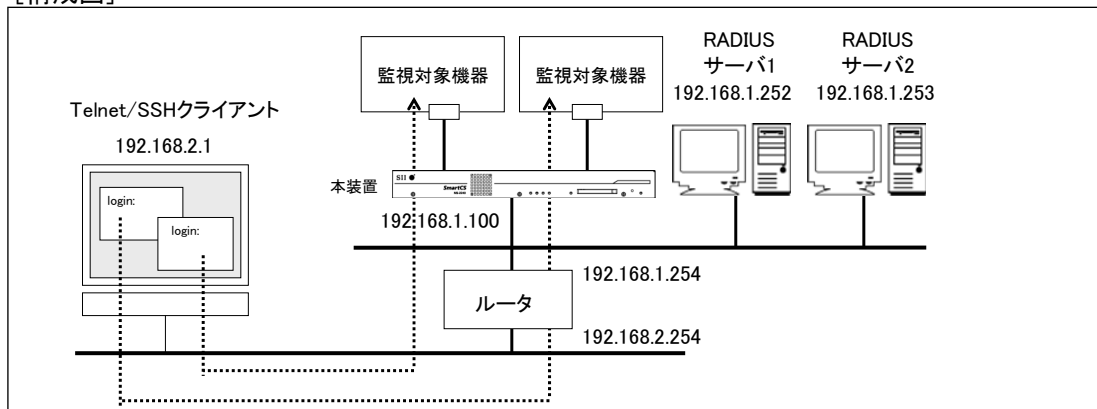 [構成図]
監視対象機器
監視対象機器
RADIUS
サーバ1
192.168.1.252
RADIUS
サーバ2
192.168.1.253
Telnet/SSHクライアント
192.168.2.1
login:
login:
本装置
SII
SmartCS
192.168.1.100
ルータ
192.168.1.254
192.168.2.254